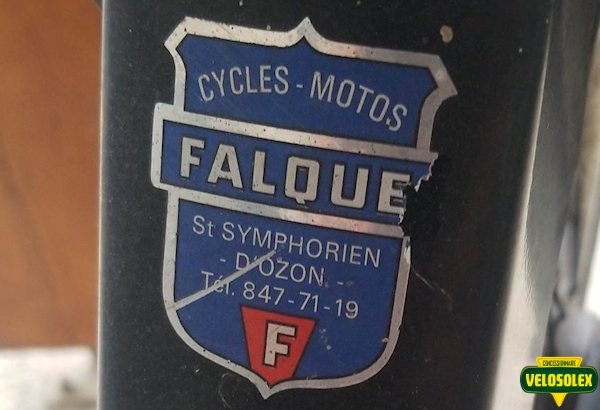 CYCLES - MOTOS
FALQUE
St SYMPHORIEN
- D'OZON -
Tél. 847-71-19
F
CONCESSIONNAIRE
VELOSOLEX